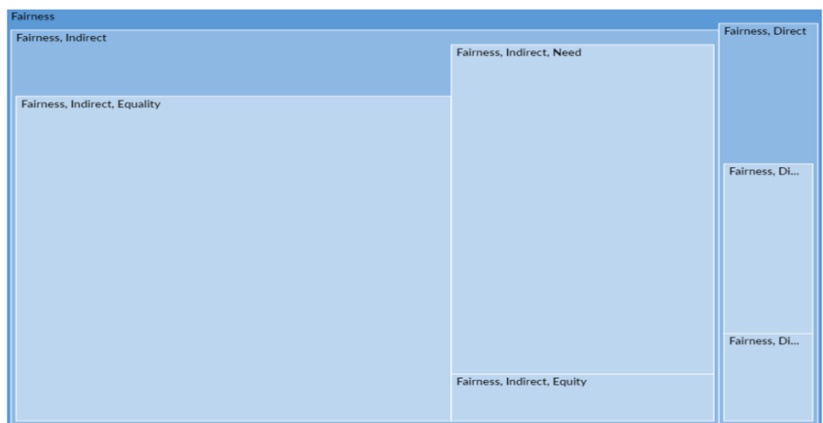 Fairness
Fairness, Indirect
Fairness, Direct
Fairness, Indirect, Need
Fairness, Indirect, Equality
Fairness, Di...
Fairness, Di...
Fairness, Indirect, Equity